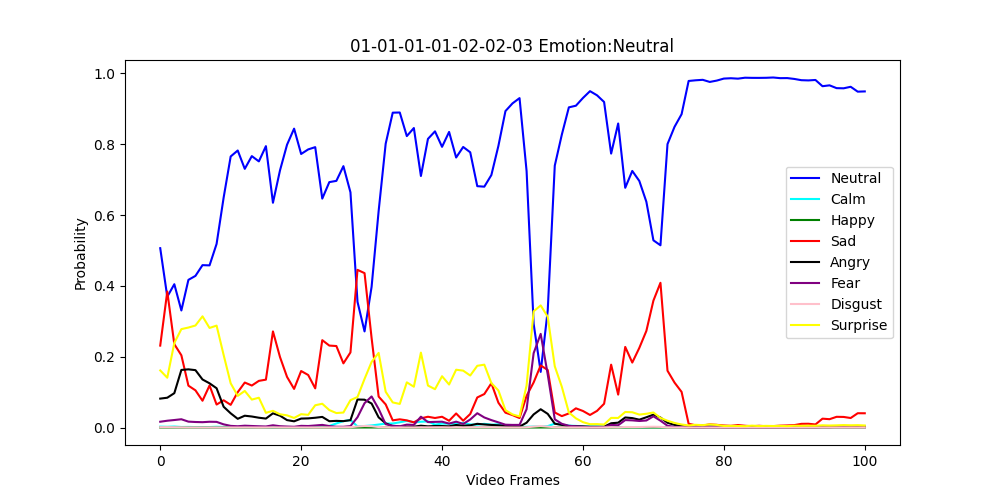 01-01-01-01-02-02-03 Emotion:Neutral
1.0
0.8
0.6
0.4
0.2
0.0
Probability
0
20
40
60
80
100
Video Frames
Neutral
Calm
Happy
Sad
Angry
Fear
Disgust
Surprise